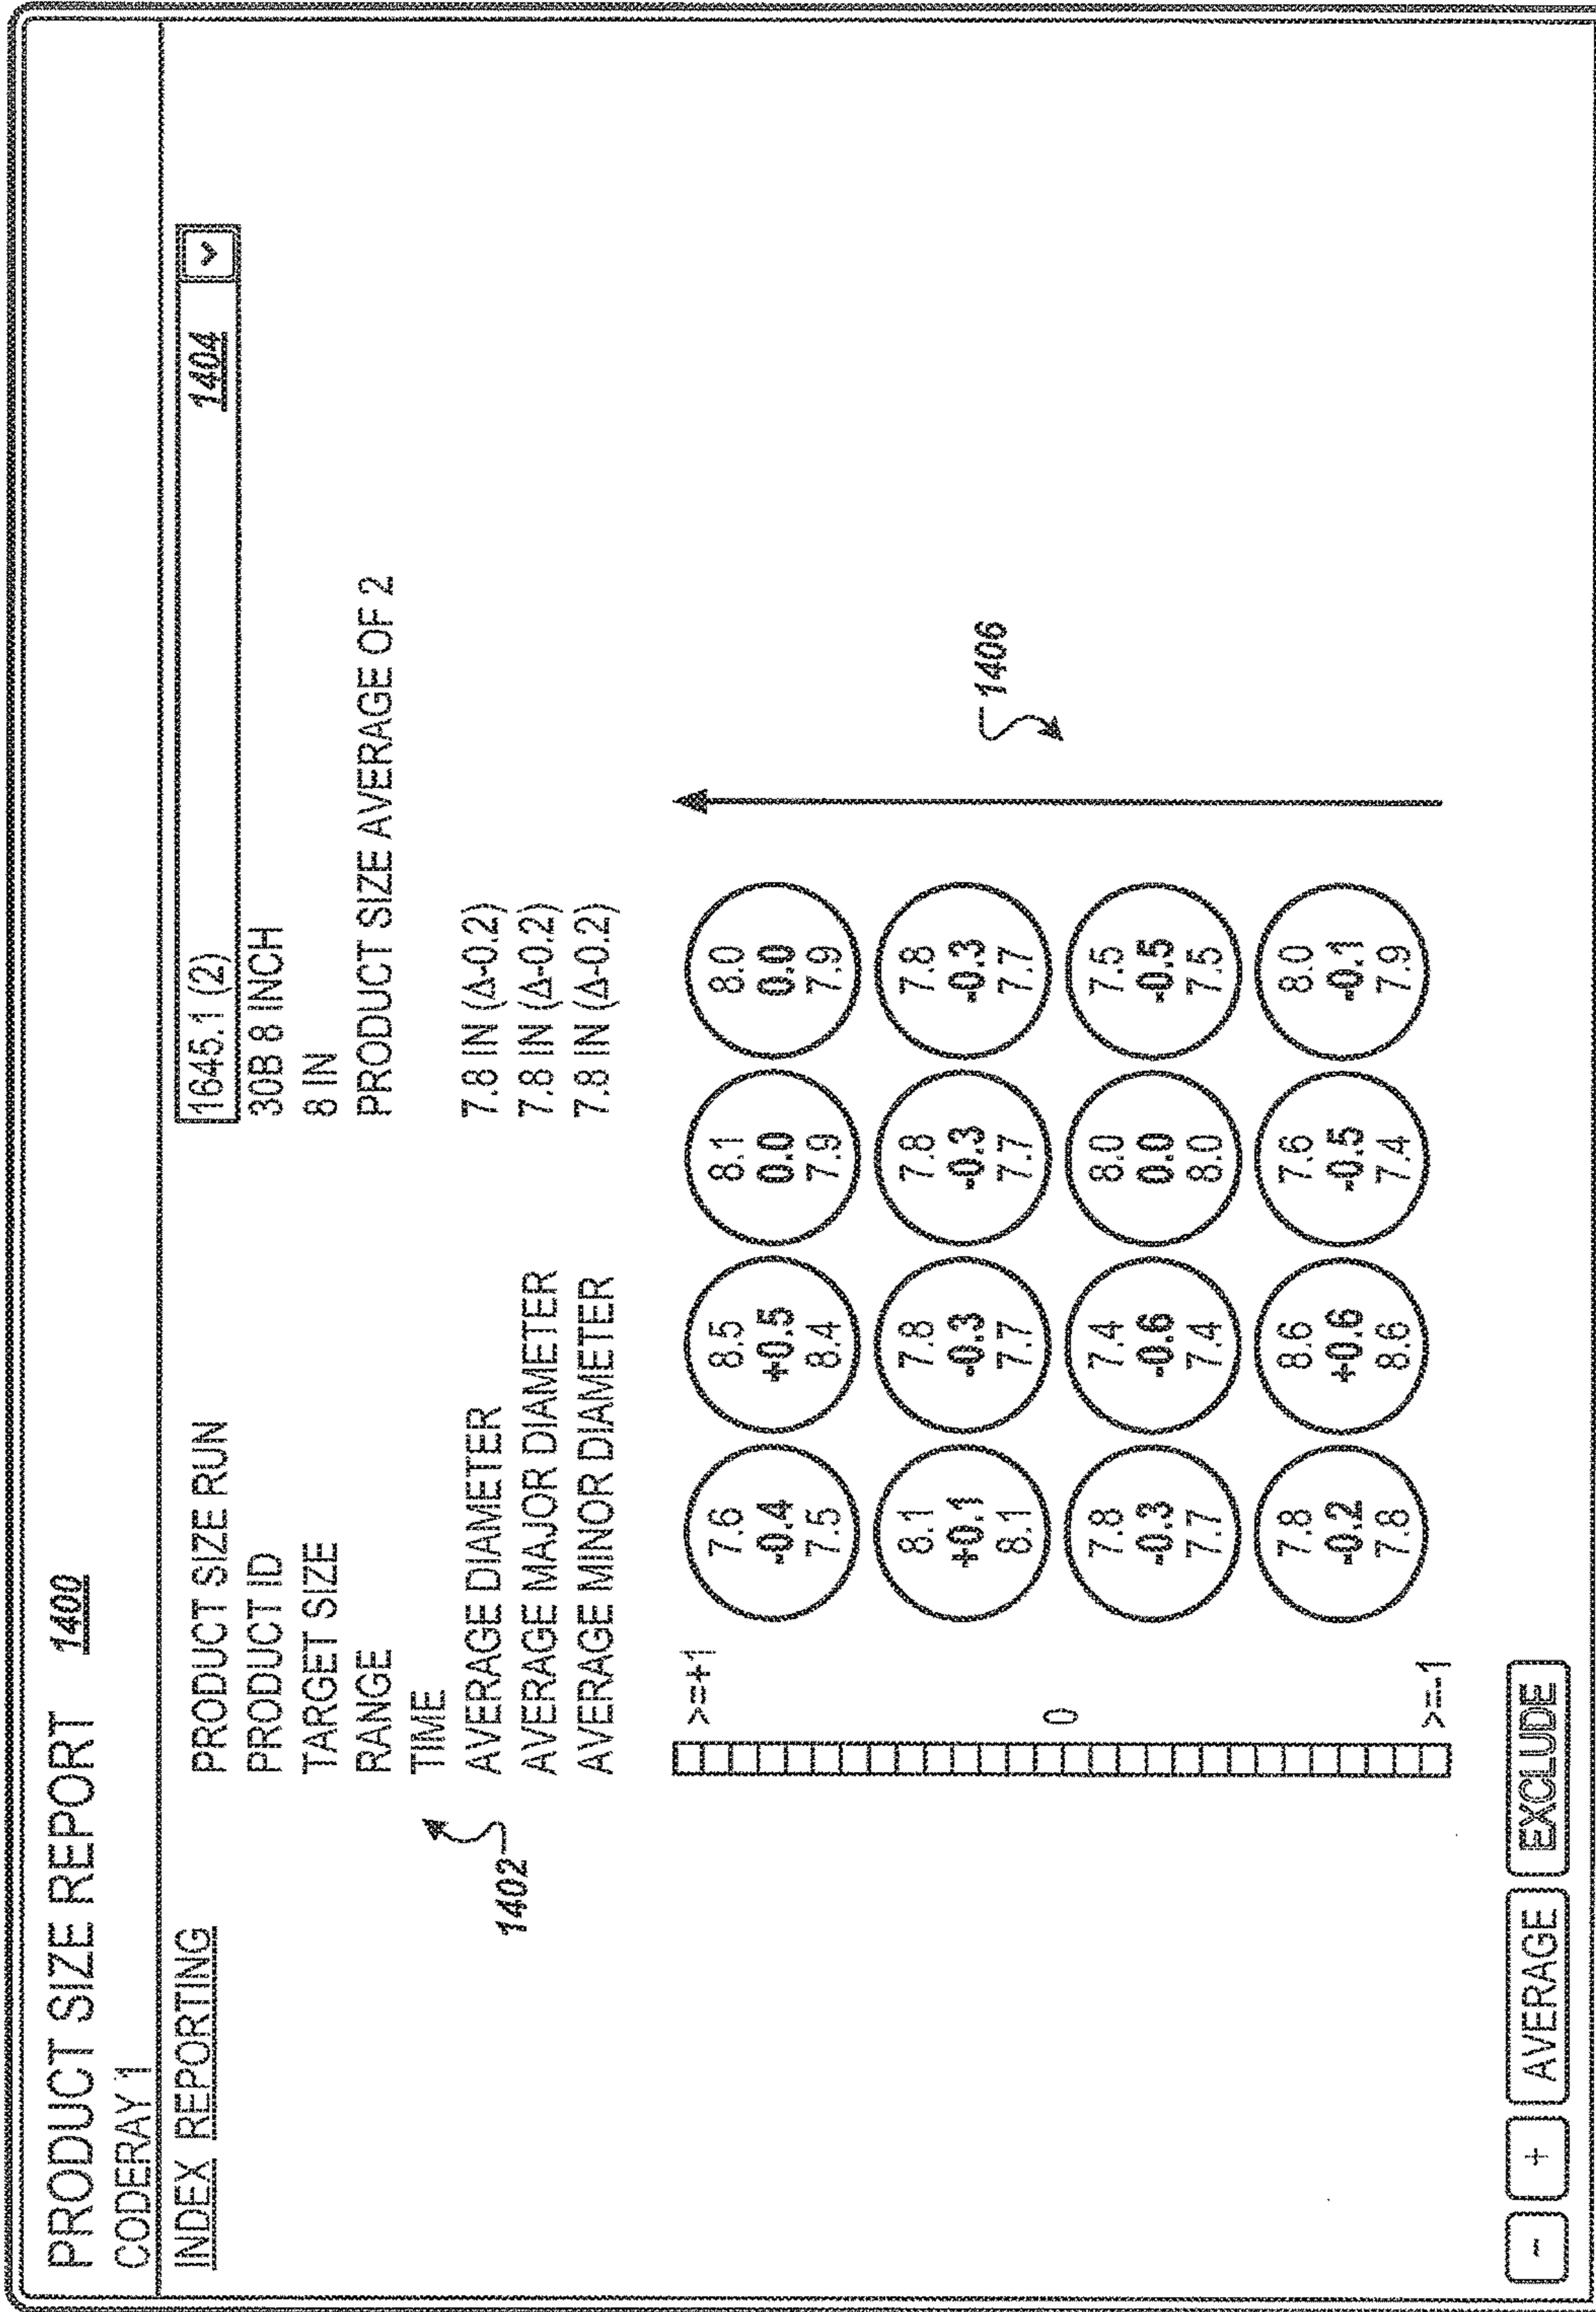 PRODUCT SIZE REPORT 1400
CODERAY 1
INDEX REPORTING
PRODUCT SIZE RUN 1645.1 (2) 1404
PRODUCT ID 30B 8 INCH
TARGET SIZE 8 IN
RANGE PRODUCT SIZE AVERAGE OF 2
TIME
1402
AVERAGE DIAMETER 7.8 IN (Δ-0.2)
AVERAGE MAJOR DIAMETER 7.8 IN (Δ-0.2)
AVERAGE MINOR DIAMETER 7.8 IN (Δ-0.2)
>=+1
7.6 8.5 8.1 8.0
-0.4 +0.5 0.0 0.0
7.5 8.4 7.9 7.9
8.1 7.8 7.8 7.8
+0.1 -0.3 -0.3 -0.3
8.1 7.7 7.7 7.7
1406
0
7.8 7.4 8.0 7.5
-0.3 -0.6 0.0 -0.5
7.7 7.4 8.0 7.5
7.8 8.6 7.6 8.0
-0.2 +0.6 -0.5 -0.1
7.8 8.6 7.4 7.9
>=-1
- + AVERAGE EXCLUDE